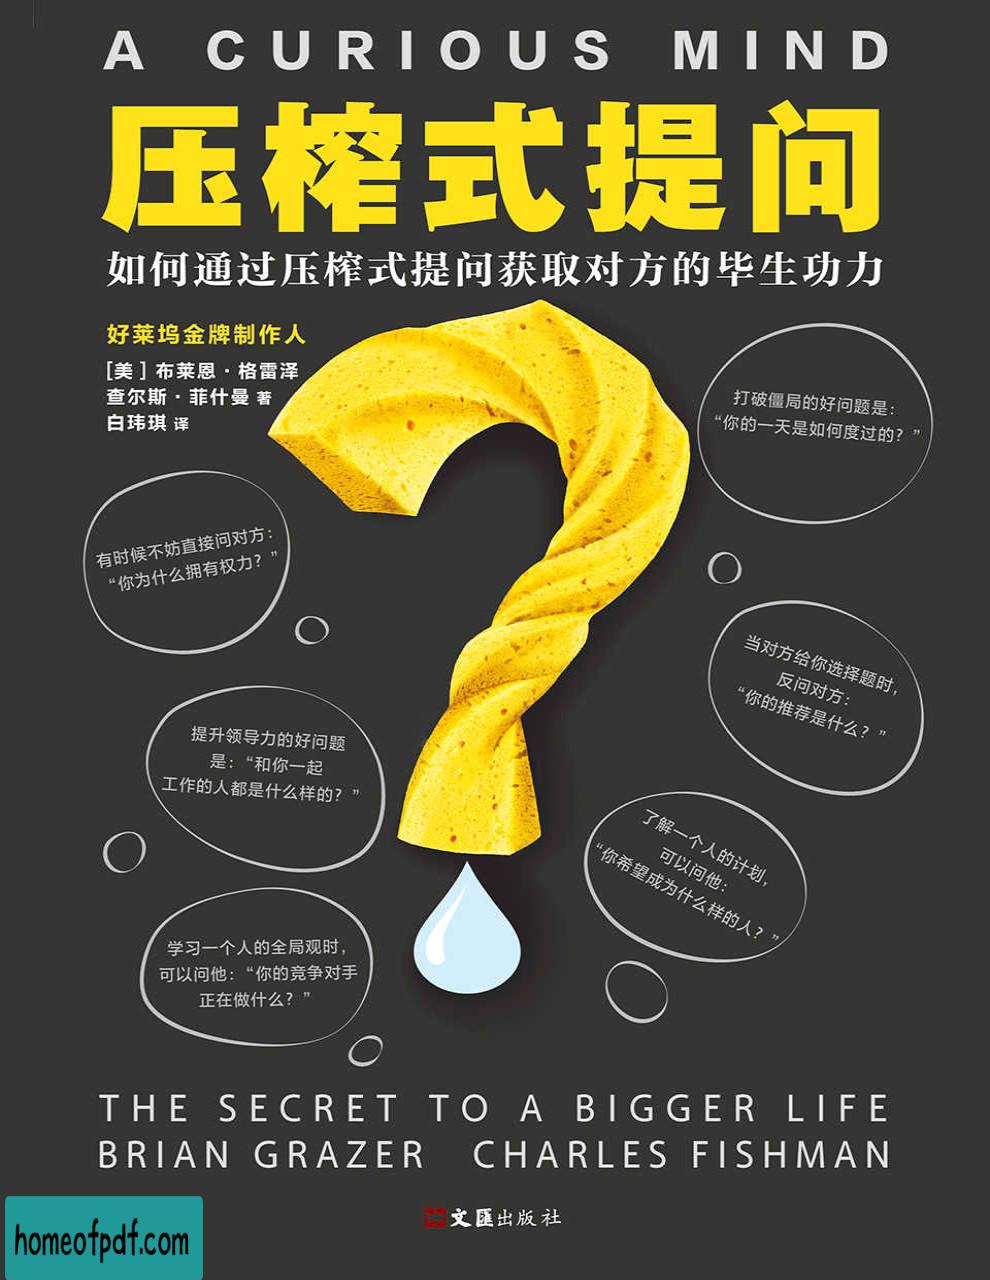 A CURIOUS MIND
压榨式提问
如何通过压榨式提问获取对方的毕生功力
好莱坞金牌制作人
[美] 布莱恩·格雷泽
查尔斯·菲什曼 著
白玮琪 译
打破僵局的好问题是：
“你的一天是如何度过的？”
有时候不妨直接问对方：
“你为什么拥有权力？”
当对方给你选择题时，
反问对方：
“你的推荐是什么？”
提升领导力的好问题
是：“和你一起
工作的人都是什么样的？”
了解一个人的计划，
可以问他：
“你希望成为什么样的人？”
学习一个人的全局观时，
可以问他：“你的竞争对手
正在做什么？”
THE SECRET TO A BIGGER LIFE
BRIAN GRAZER CHARLES FISHMAN
文匯出版社
homeofpdf.com